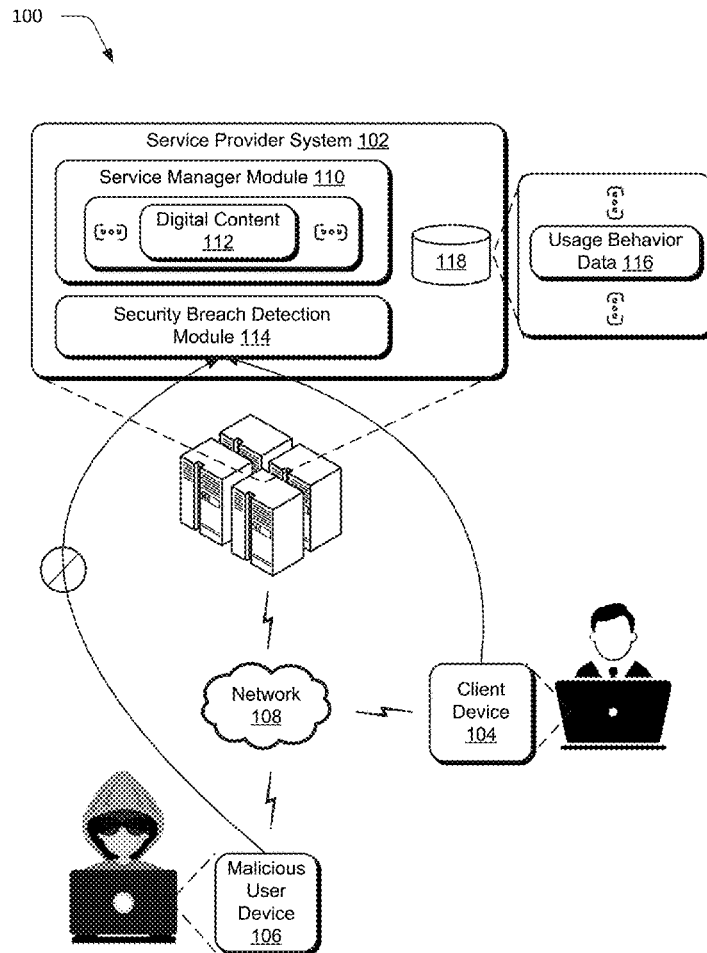 100
Service Provider System 102
Service Manager Module 110
Digital Content
112
118
Usage Behavior
Data 116
Security Breach Detection
Module 114
Network
108
Client
Device
104
Malicious
User
Device
106